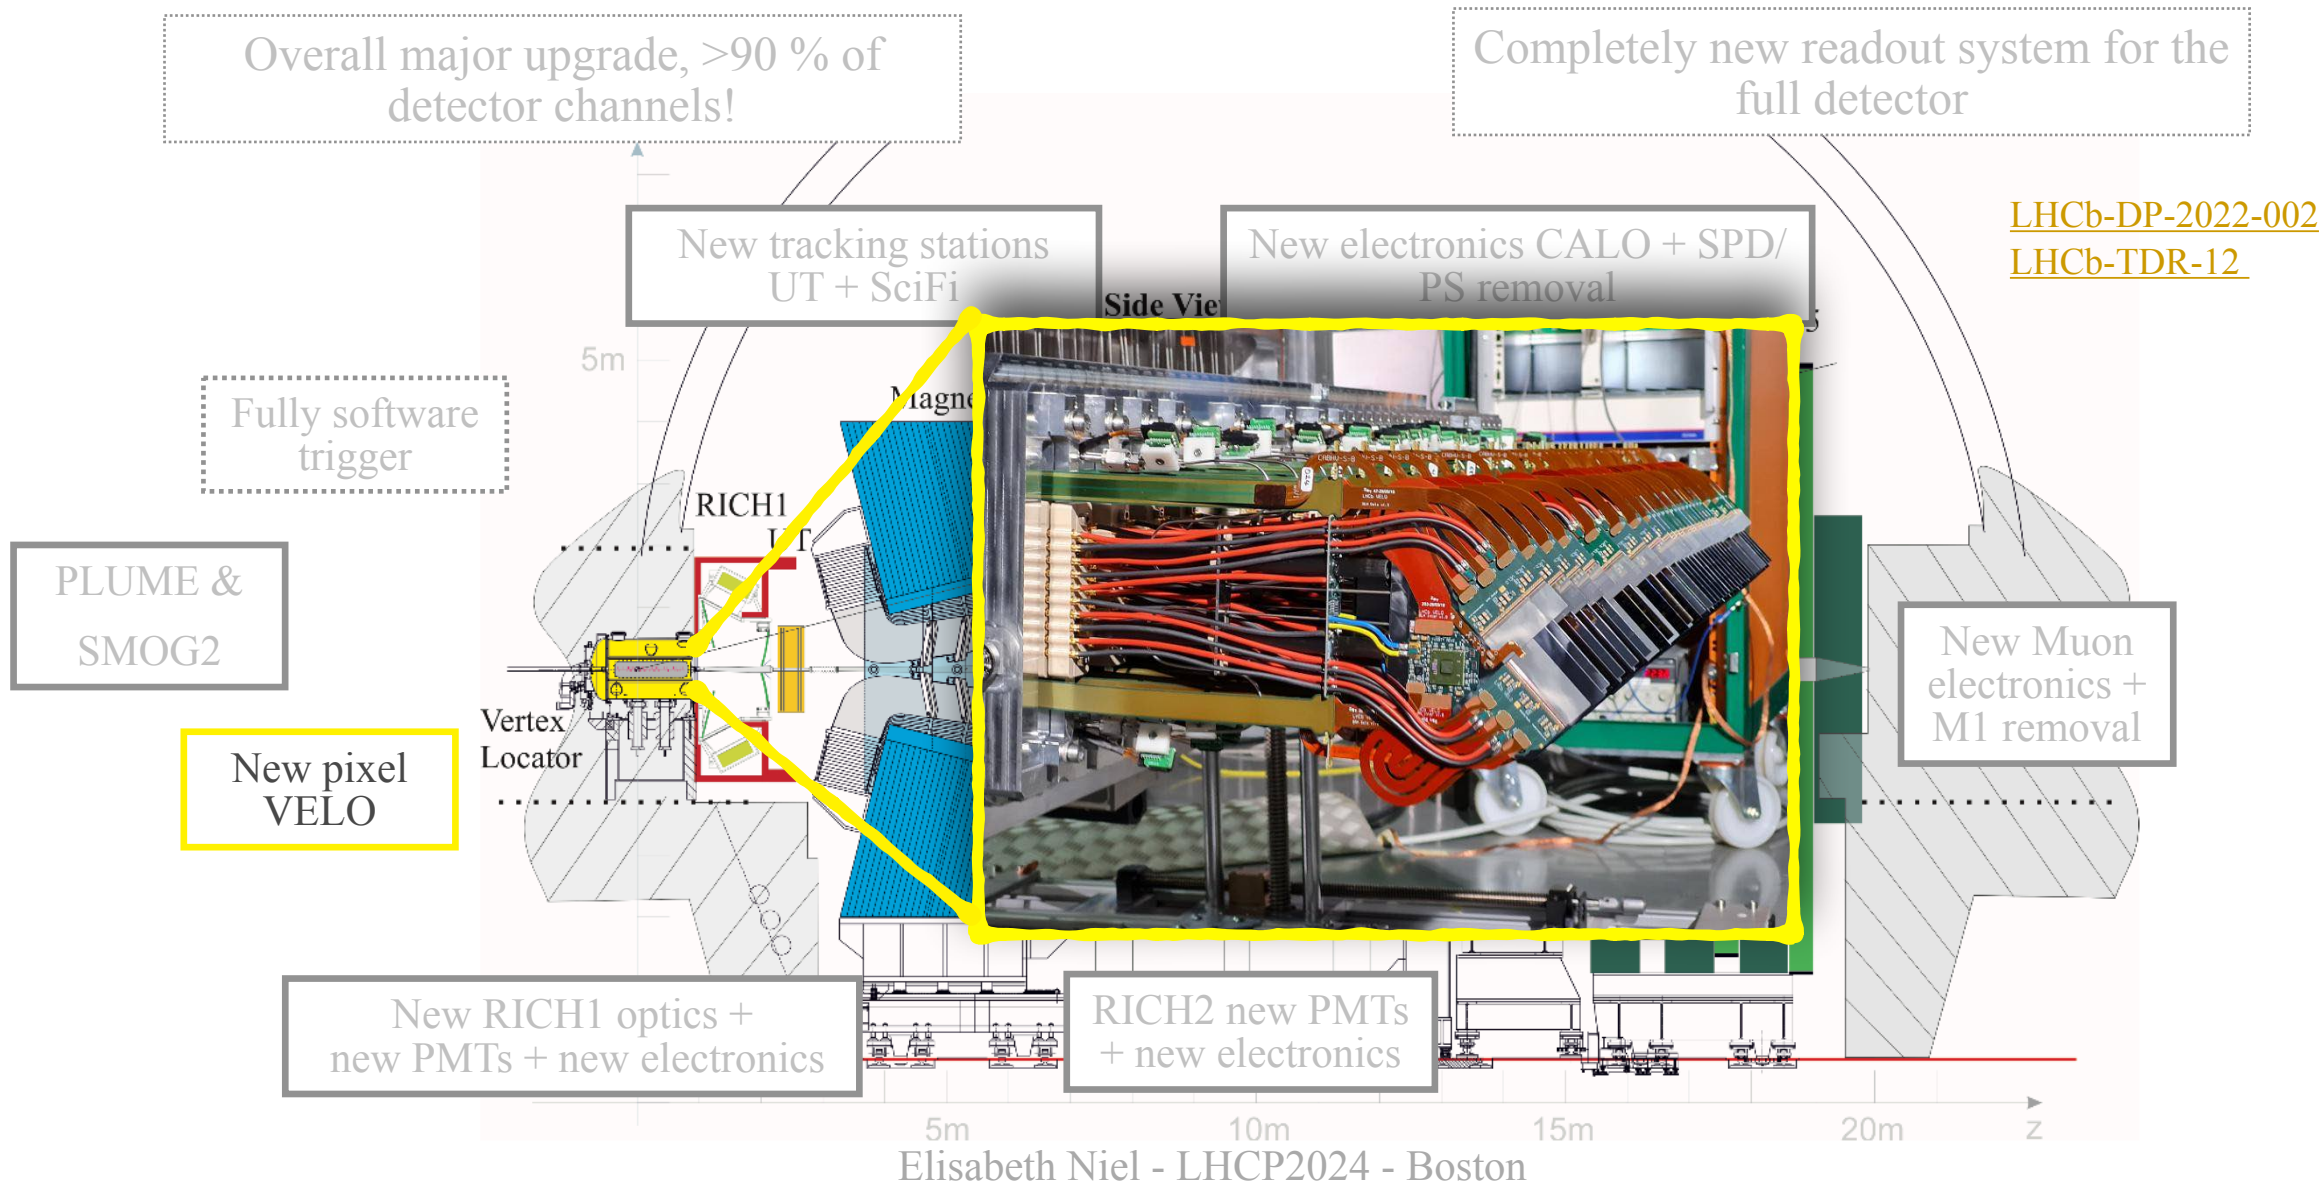 Overall major upgrade, >90 % of
detector channels!
Completely new readout system for the
full detector
LHCb-DP-2022-002
LHCb-TDR-12
New tracking stations
UT + SciFi
New electronics CALO + SPD/
PS removal
Side Vie
5m
Fully software
trigger
Magne
RICH1
UT
PLUME &
SMOG2
Vertex
Locator
New pixel
VELO
New Muon
electronics +
M1 removal
New RICH1 optics +
new PMTs + new electronics
RICH2 new PMTs
+ new electronics
5m
10m
15m
20m
z
Elisabeth Niel - LHCP2024 - Boston